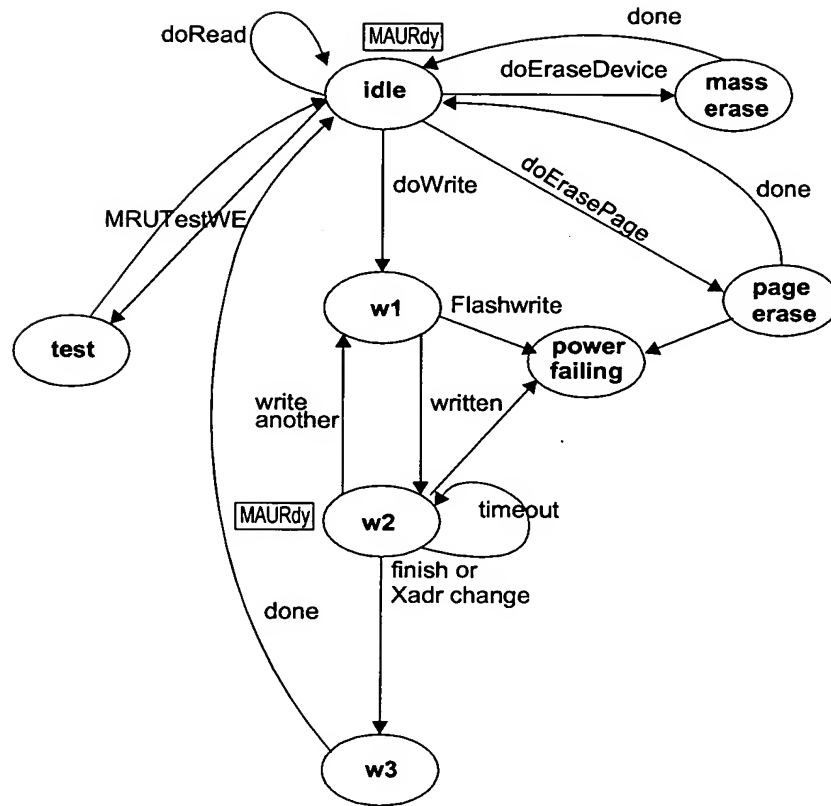 done
doRead
MAURdy
idle
doEraseDevice
mass
erase
doWrite
doErasePage
done
MRUTestWE
w1
Flashwrite
page
erase
test
power
failing
write
another
written
MAURdy
w2
timeout
finish or
Xadr change
done
w3